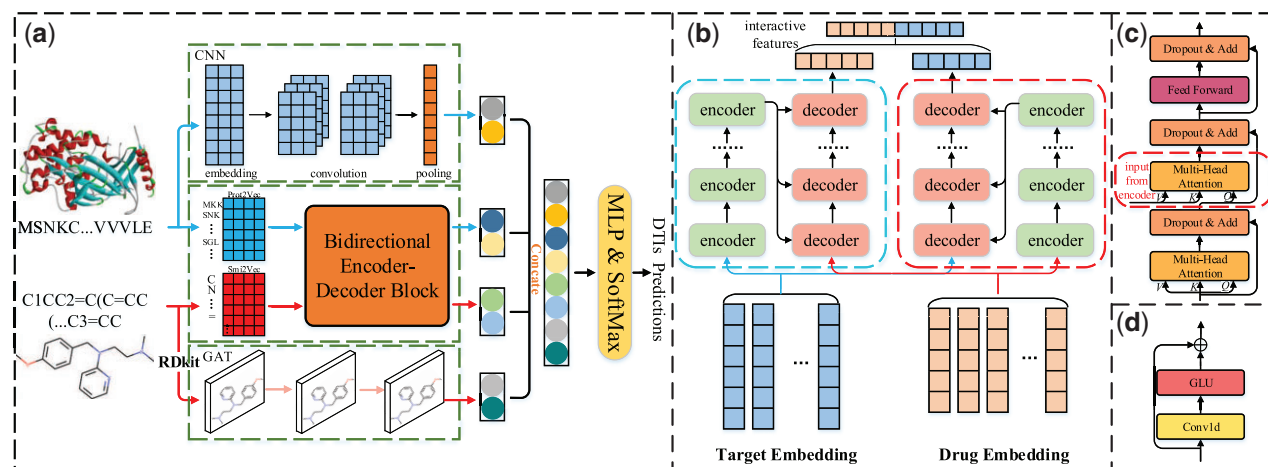 (a)
CNN
embedding
convolution
pooling
MSNKC...VVVLE
Prot2Vec
MKK
SNK
SGL
Bidirectional
Encoder-
Decoder Block
Smi2Vec
C
N
=
C1CC2=C(C=CC
(...C3=CC
RDkit
GAT
Concate
MLP & SoftMax
DTIs Predictions
(b)
interactive
features
encoder
decoder
decoder
encoder
......
......
......
......
encoder
decoder
decoder
encoder
encoder
decoder
decoder
encoder
...
...
Target Embedding
Drug Embedding
(c)
Dropout & Add
Feed Forward
Dropout & Add
input
from
encoder
Multi-Head
Attention
V
K
Q
Dropout & Add
Multi-Head
Attention
V
K
Q
(d)
GLU
Conv1d